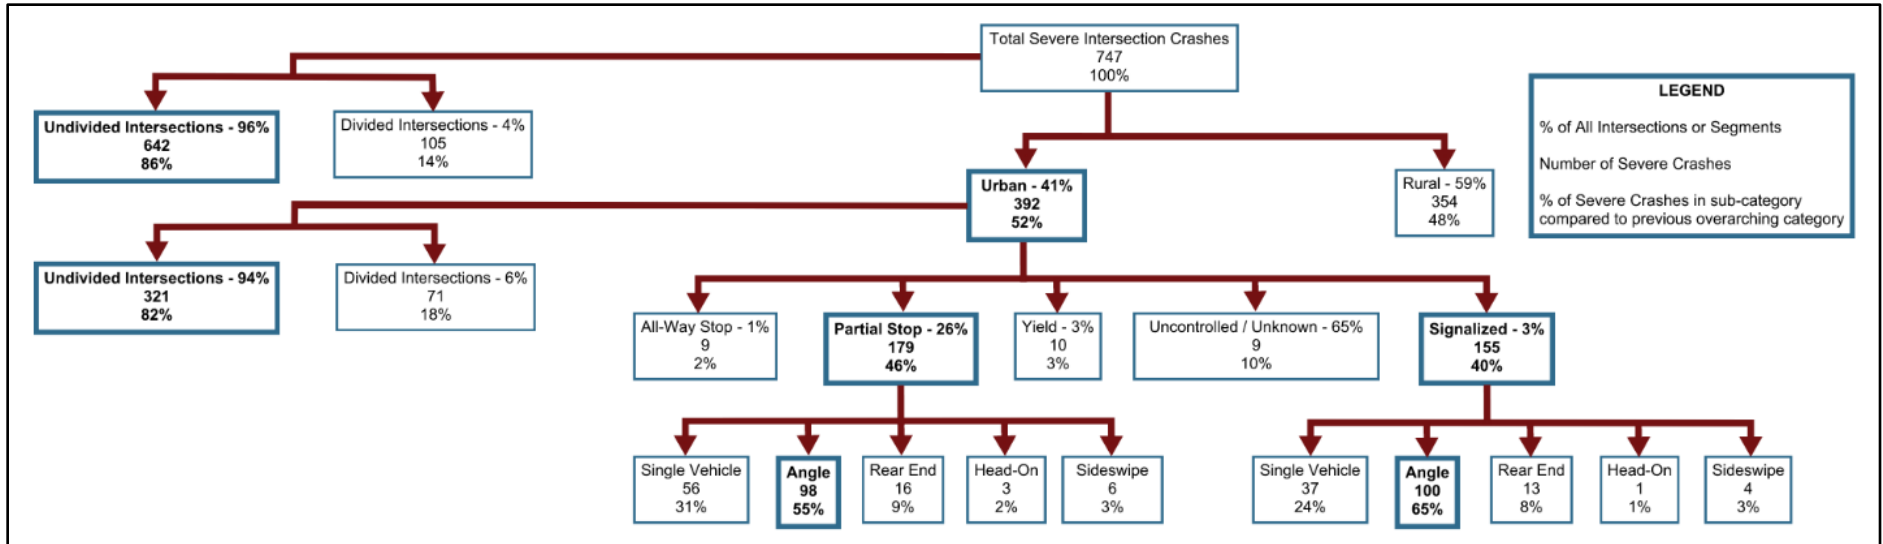 Total Severe Intersection Crashes
747
100%
Undivided Intersections - 96%
642
86%
Divided Intersections - 4%
105
14%
LEGEND
% of All Intersections or Segments
Number of Severe Crashes
% of Severe Crashes in sub-category
compared to previous overarching category
Urban - 41%
392
52%
Rural - 59%
354
48%
Undivided Intersections - 94%
321
82%
Divided Intersections - 6%
71
18%
All-Way Stop - 1%
9
2%
Partial Stop - 26%
179
46%
Yield - 3%
10
3%
Uncontrolled / Unknown - 65%
9
10%
Signalized - 3%
155
40%
Single Vehicle
56
31%
Angle
98
55%
Rear End
16
9%
Head-On
3
2%
Sideswipe
6
3%
Single Vehicle
37
24%
Angle
100
65%
Rear End
13
8%
Head-On
1
1%
Sideswipe
4
3%